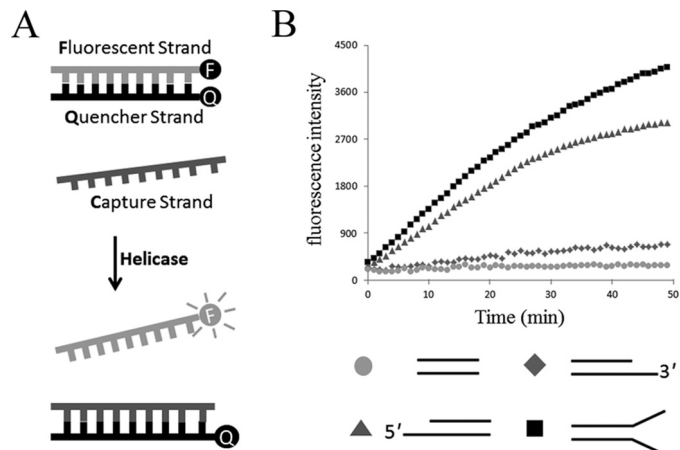 A
Fluorescent Strand
F
Q
Quencher Strand
Capture Strand
Helicase
F
Q
B
fluorescence intensity
4500
3600
2700
1800
900
0
0 10 20 30 40 50
Time (min)
3'
5'